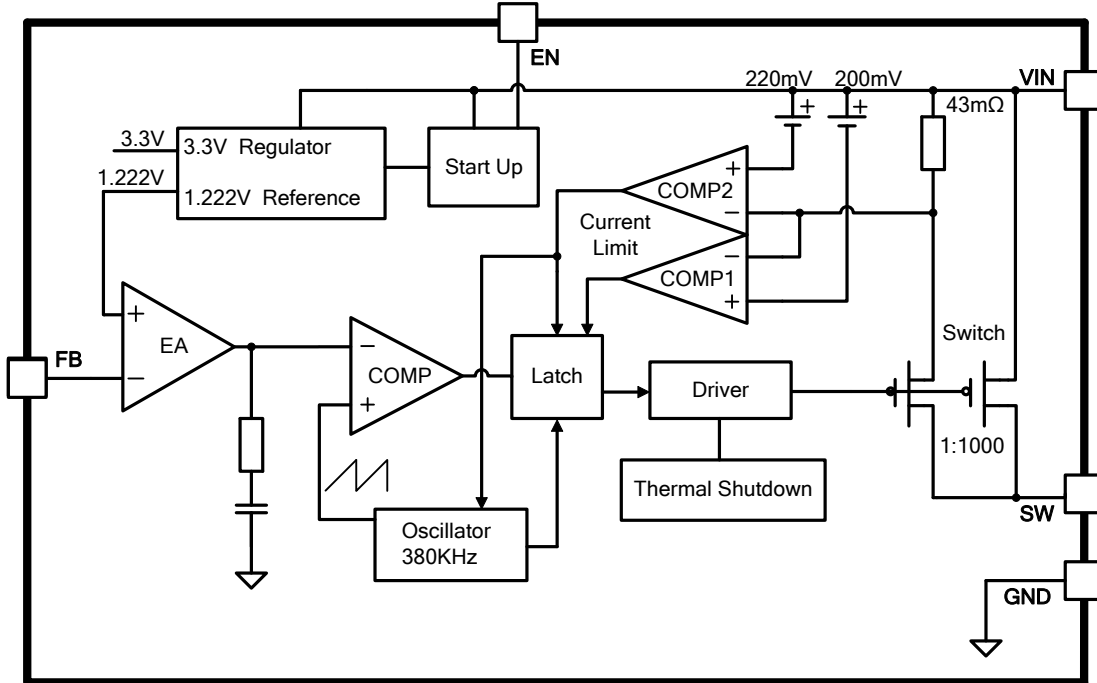 EN
220mV
200mV
VIN
43mΩ
3.3V
3.3V Regulator
1.222V
1.222V Reference
Start Up
+
+
+
COMP2
−
Current
Limit
−
COMP1
+
+
EA
−
FB
−
COMP
+
Latch
Driver
Switch
1:1000
Thermal Shutdown
Oscillator
380KHz
SW
GND